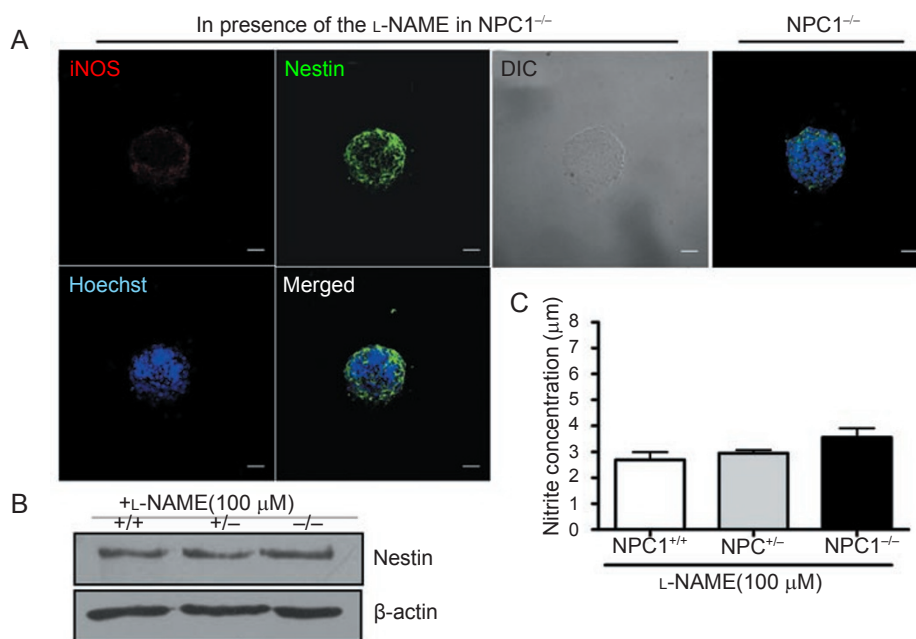 A
In presence of the L-NAME in NPC1⁻/⁻
NPC1⁻/⁻
iNOS
Nestin
DIC
Hoechst
Merged
B
+L-NAME(100 µM)
+/+ +/– –/–
Nestin
β-actin
C
Nitrite concentration (µm)
8
7
6
5
4
3
2
1
0
NPC1⁺/⁺ NPC⁺/⁻ NPC1⁻/⁻
L-NAME(100 µM)